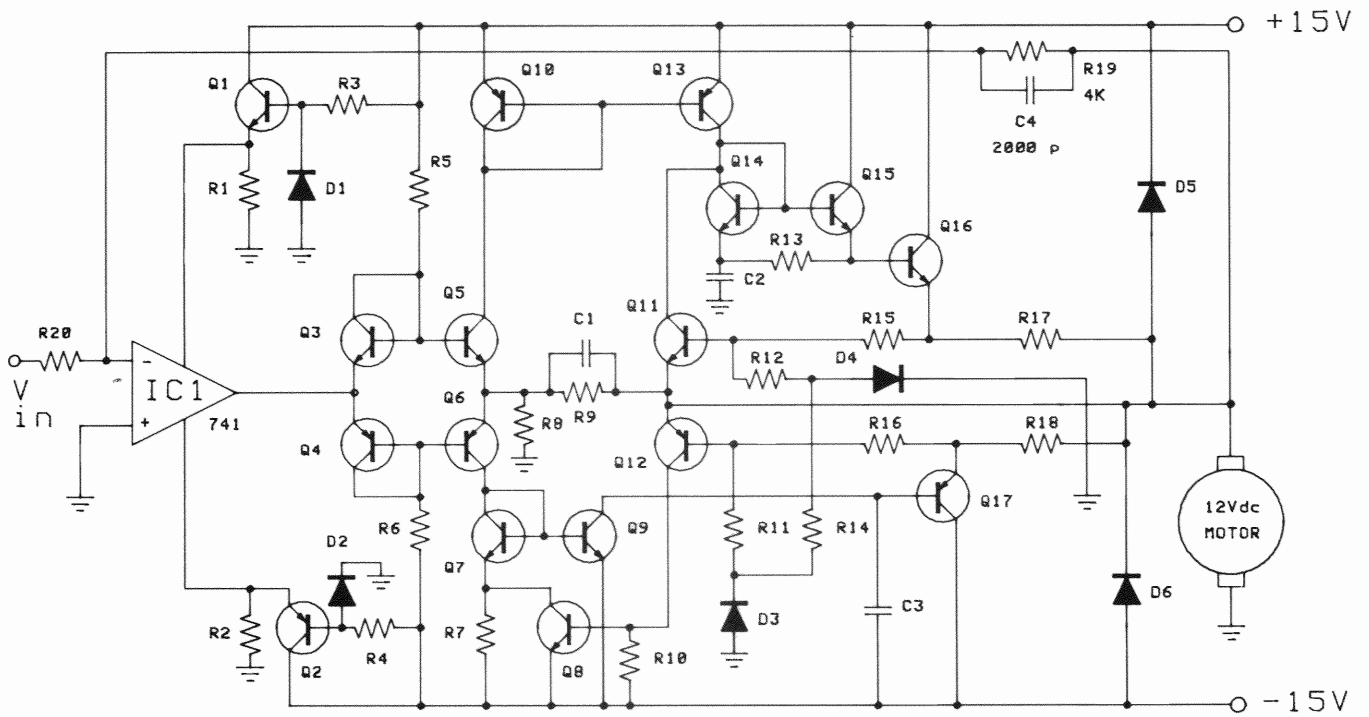 +15V
Q1
R3
Q10
Q13
R19
4K
C4
2000 p
R1
D1
R5
Q14
Q15
D5
R13
Q16
C2
Q3
Q5
C1
Q11
R15
R17
R20
V
in
-
IC1
+
741
R12
D4
Q6
R9
R8
Q4
Q12
R16
R18
Q17
12Vdc
MOTOR
R6
Q9
R11
R14
D2
Q7
R2
R4
Q2
R7
Q8
R10
D3
C3
D6
-15V